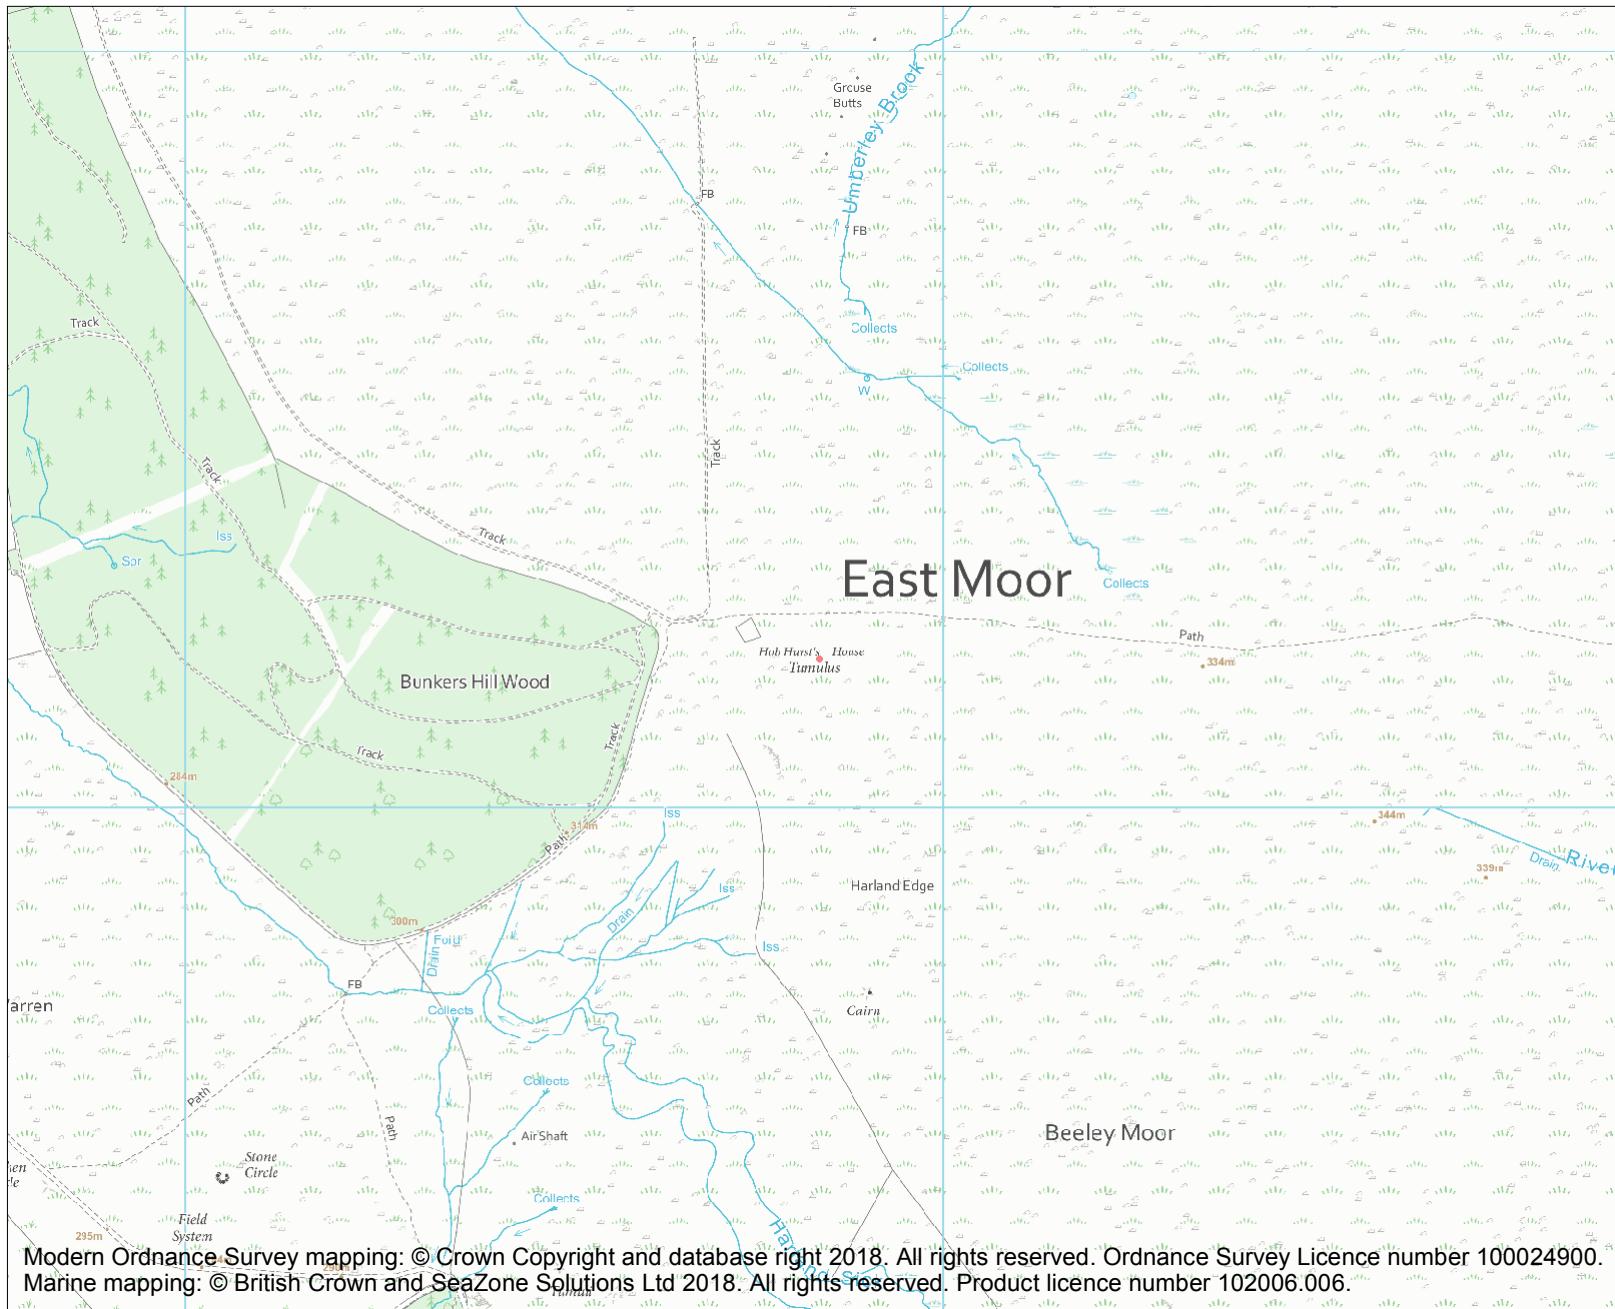 Grouse
Butts
Umberley Brook
FB
FB
Collects
Collects
W
Track
Track
Track
Track
Iss
Spr
Collects
East Moor
Path
334m
Hob Hurst's House
Tumulus
Bunkers Hill Wood
Track
Track
284m
314m
Path
Iss
344m
Drain
River
339m
Harland Edge
Iss
Drain
300m
Ford
Drain
Iss
FB
Collects
Cairn
Collects
Path
Path
Air Shaft
Beeley Moor
Stone
Circle
Collects
Field
System
295m
290m
Tumuli
Modern Ordnance Survey mapping: © Crown Copyright and database right 2018. All rights reserved. Ordnance Survey Licence number 100024900.
Marine mapping: © British Crown and SeaZone Solutions Ltd 2018. All rights reserved. Product licence number 102006.006.